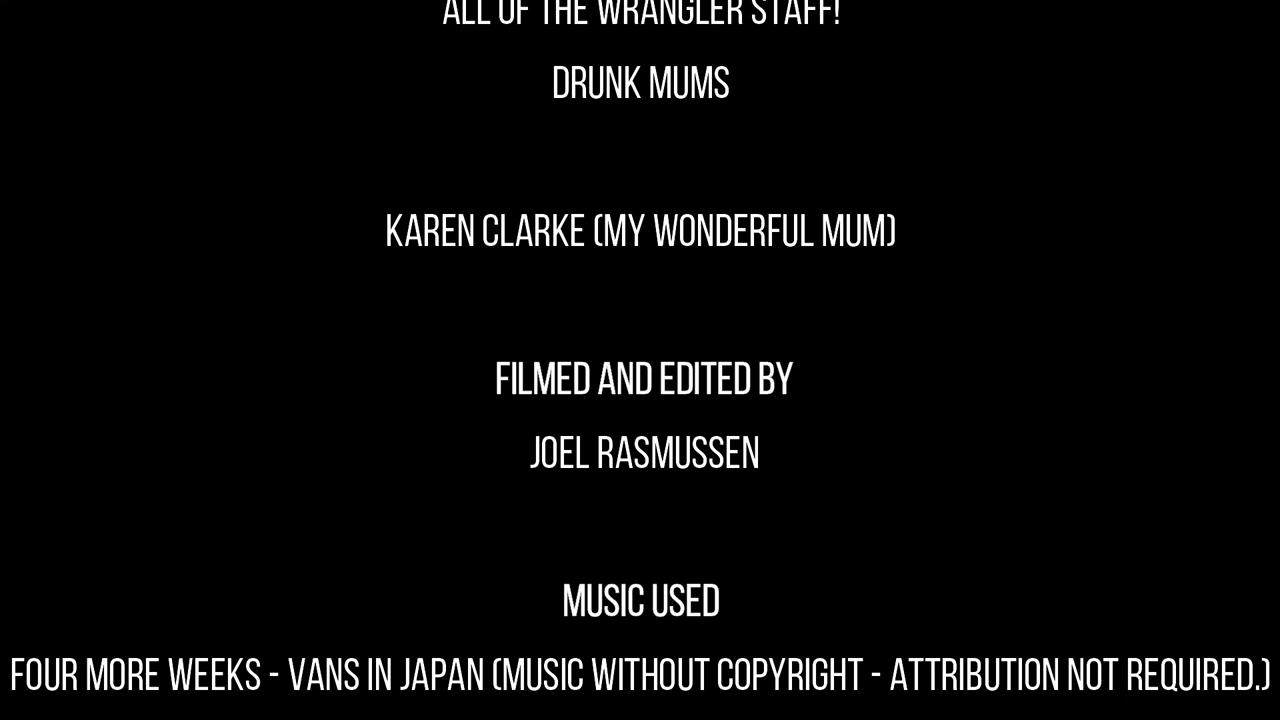 ALL OF THE WRANGLER STAFF!
DRUNK MUMS
KAREN CLARKE (MY WONDERFUL MUM)
FILMED AND EDITED BY
JOEL RASMUSSEN
MUSIC USED
FOUR MORE WEEKS - VANS IN JAPAN (MUSIC WITHOUT COPYRIGHT - ATTRIBUTION NOT REQUIRED.)